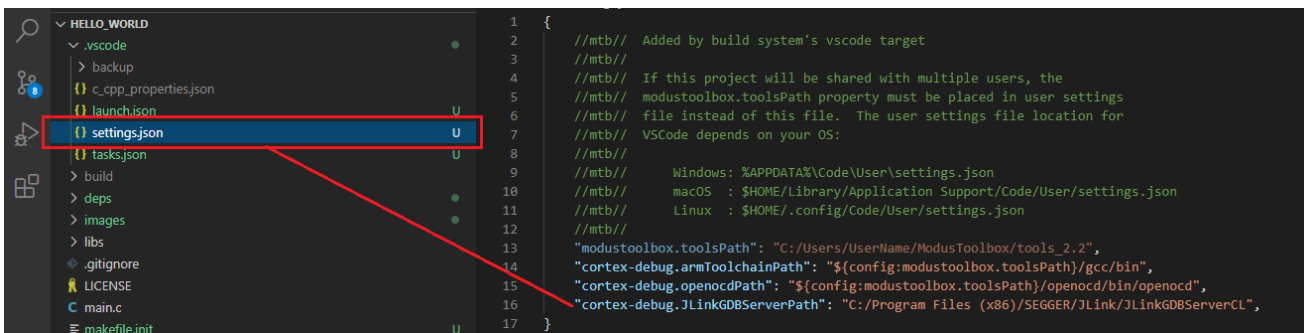 HELLO_WORLD
.vscode
backup
c_cpp_properties.json
launch.json U
settings.json U
tasks.json U
build
deps
images
libs
.gitignore
LICENSE
C main.c
makefile.init U
8
1 {
2 //mtb// Added by build system's vscode target
3 //mtb//
4 //mtb// If this project will be shared with multiple users, the
5 //mtb// modustoolbox.toolsPath property must be placed in user settings
6 //mtb// file instead of this file. The user settings file location for
7 //mtb// VSCode depends on your OS:
8 //mtb//
9 //mtb// Windows: %APPDATA%\Code\User\settings.json
10 //mtb// macOS : $HOME/Library/Application Support/Code/User/settings.json
11 //mtb// Linux : $HOME/.config/Code/User/settings.json
12 //mtb//
13 "modustoolbox.toolsPath": "C:/Users/UserName/ModusToolbox/tools_2.2",
14 "cortex-debug.armToolchainPath": "${config:modustoolbox.toolsPath}/gcc/bin",
15 "cortex-debug.openocdPath": "${config:modustoolbox.toolsPath}/openocd/bin/openocd",
16 "cortex-debug.JLinkGDBServerPath": "C:/Program Files (x86)/SEGGER/JLink/JLinkGDBServerCL",
17 }